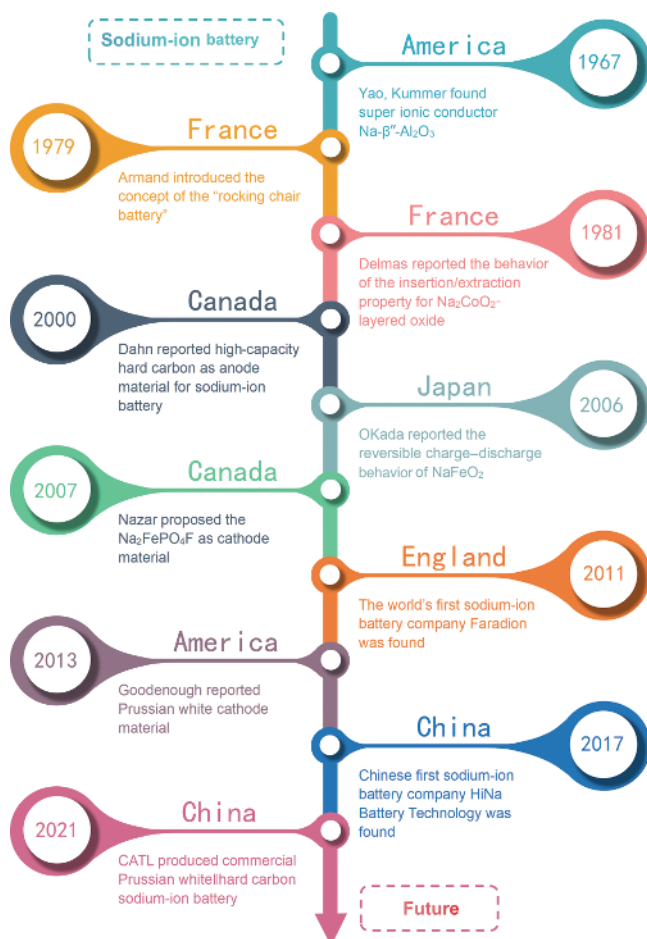 Sodium-ion battery
America
1967
Yao, Kummer found
super ionic conductor
Na-β″-Al₂O₃
France
1979
Armand introduced the
concept of the “rocking chair
battery”
France
1981
Delmas reported the behavior
of the insertion/extraction
property for Na₂CoO₂-
layered oxide
Canada
2000
Dahn reported high-capacity
hard carbon as anode
material for sodium-ion
battery
Japan
2006
OKada reported the
reversible charge–discharge
behavior of NaFeO₂
Canada
2007
Nazar proposed the
Na₂FePO₄F as cathode
material
England
2011
The world’s first sodium-ion
battery company Faradion
was found
America
2013
Goodenough reported
Prussian white cathode
material
China
2017
Chinese first sodium-ion
battery company HiNa
Battery Technology was
found
China
2021
CATL produced commercial
Prussian whitellhard carbon
sodium-ion battery
Future